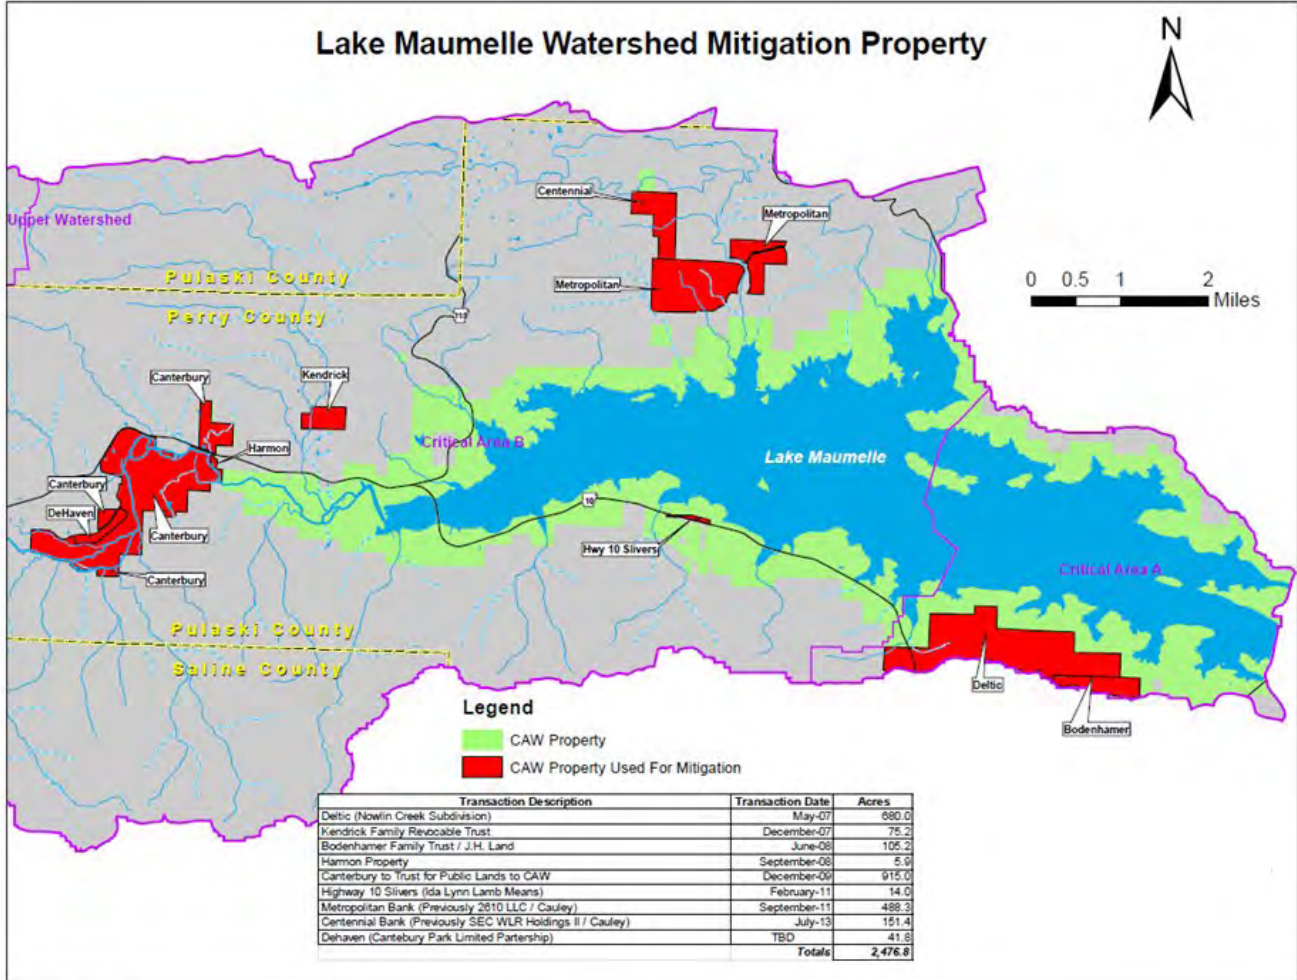 Lake Maumelle Watershed Mitigation Property
N
Centennial
Metropolitan
Upper Watershed
Pulaski County
Metropolitan
0 0.5 1 2
Miles
Perry County
113
Canterbury
Kendrick
Critical Area B
Harmon
Lake Maumelle
Canterbury
10
DeHaven
Canterbury
Hwy 10 Slivers
Critical Area A
Canterbury
Pulaski County
Saline County
Deltic
Bodenhamer
Legend
CAW Property
CAW Property Used For Mitigation
Transaction Description Transaction Date Acres
Deltic (Nowlin Creek Subdivision) May-07 680.0
Kendrick Family Revocable Trust December-07 75.2
Bodenhamer Family Trust / J.H. Land June-08 105.2
Harmon Property September-08 5.9
Canterbury to Trust for Public Lands to CAW December-09 915.0
Highway 10 Slivers (Ida Lynn Lamb Means) February-11 14.0
Metropolitan Bank (Previously 2610 LLC / Cauley) September-11 488.3
Centennial Bank (Previously SEC WLR Holdings II / Cauley) July-13 151.4
Dehaven (Cantebury Park Limited Partership) TBD 41.8
Totals 2,476.8